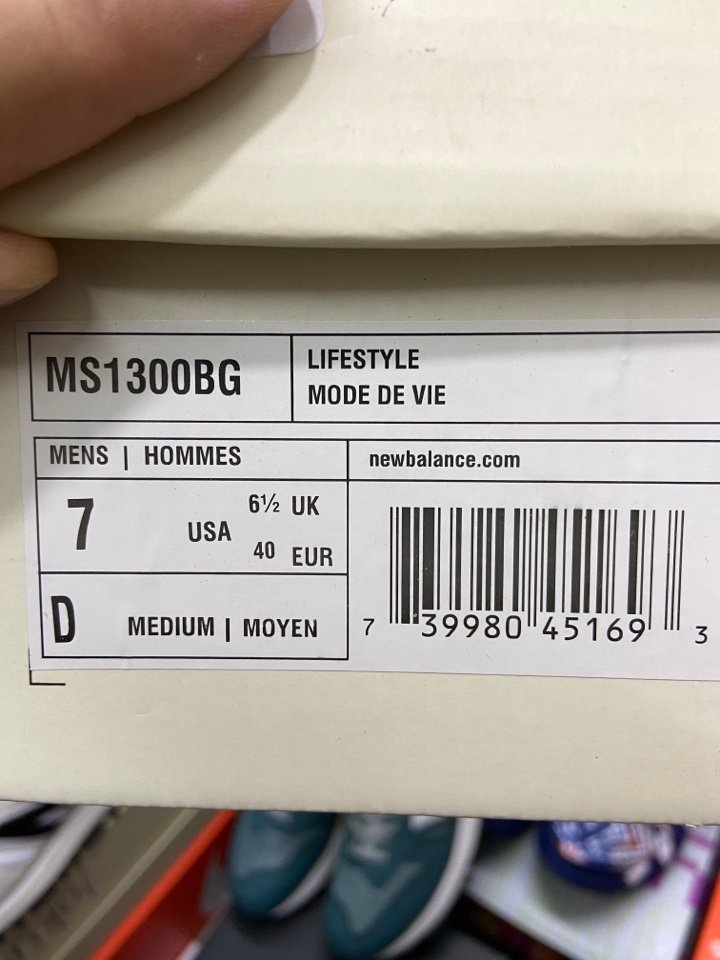 MS1300BG
LIFESTYLE
MODE DE VIE
MENS | HOMMES
newbalance.com
7 USA 6½ UK
40 EUR
D MEDIUM | MOYEN
7 39980 45169 3